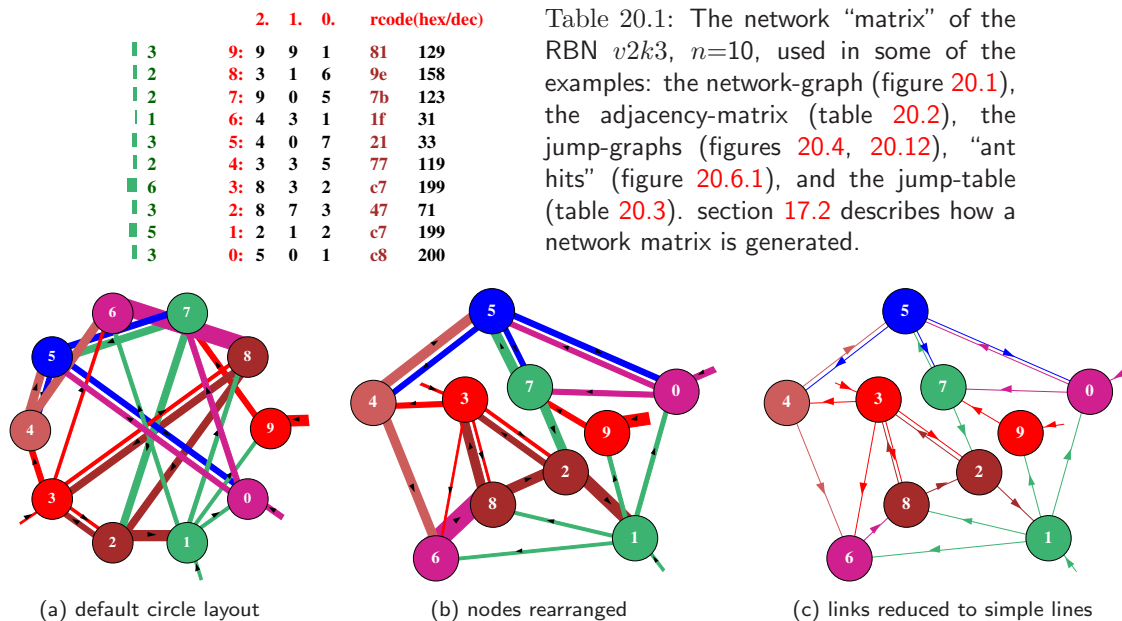 2. 1. 0. rcode(hex/dec)
3 9: 9 9 1 81 129
2 8: 3 1 6 9e 158
2 7: 9 0 5 7b 123
1 6: 4 3 1 1f 31
3 5: 4 0 7 21 33
2 4: 3 3 5 77 119
6 3: 8 3 2 c7 199
3 2: 8 7 3 47 71
5 1: 2 1 2 c7 199
3 0: 5 0 1 c8 200
Table 20.1: The network “matrix” of the
RBN v2k3, n=10, used in some of the
examples: the network-graph (figure 20.1),
the adjacency-matrix (table 20.2), the
jump-graphs (figures 20.4, 20.12), “ant
hits” (figure 20.6.1), and the jump-table
(table 20.3). section 17.2 describes how a
network matrix is generated.
6 7
5 8
4 9
3 0
2 1
(a) default circle layout
5
7 0
4 3
9
2
8
1
6
(b) nodes rearranged
5
7 0
4 3
9
2
8
1
6
(c) links reduced to simple lines